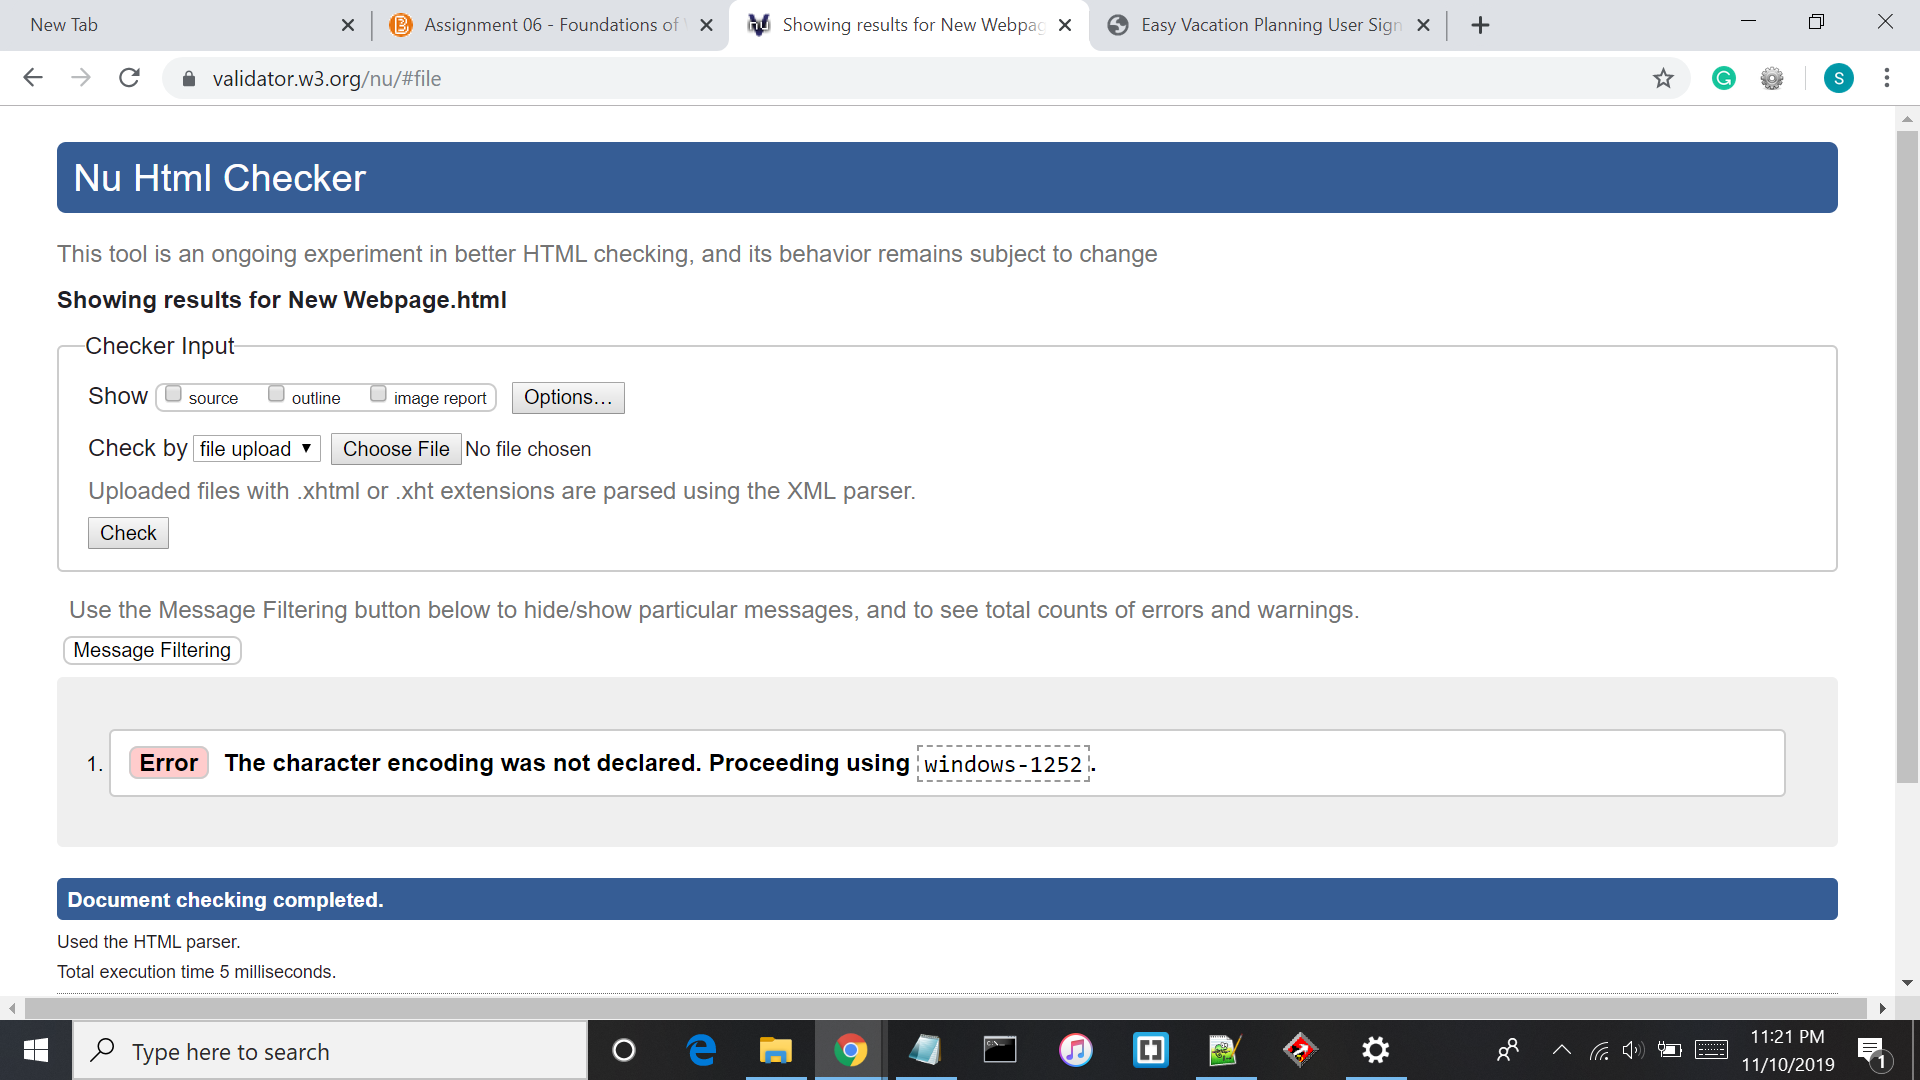 New Tab
Assignment 06 - Foundations of
Showing results for New Webpag
Easy Vacation Planning User Sign
validator.w3.org/nu/#file
S
Nu Html Checker
This tool is an ongoing experiment in better HTML checking, and its behavior remains subject to change
Showing results for New Webpage.html
Checker Input
Show source outline image report Options...
Check by file upload Choose File No file chosen
Uploaded files with .xhtml or .xht extensions are parsed using the XML parser.
Check
Use the Message Filtering button below to hide/show particular messages, and to see total counts of errors and warnings.
Message Filtering
1. Error The character encoding was not declared. Proceeding using windows-1252.
Document checking completed.
Used the HTML parser.
Total execution time 5 milliseconds.
Type here to search
11:21 PM
11/10/2019
1